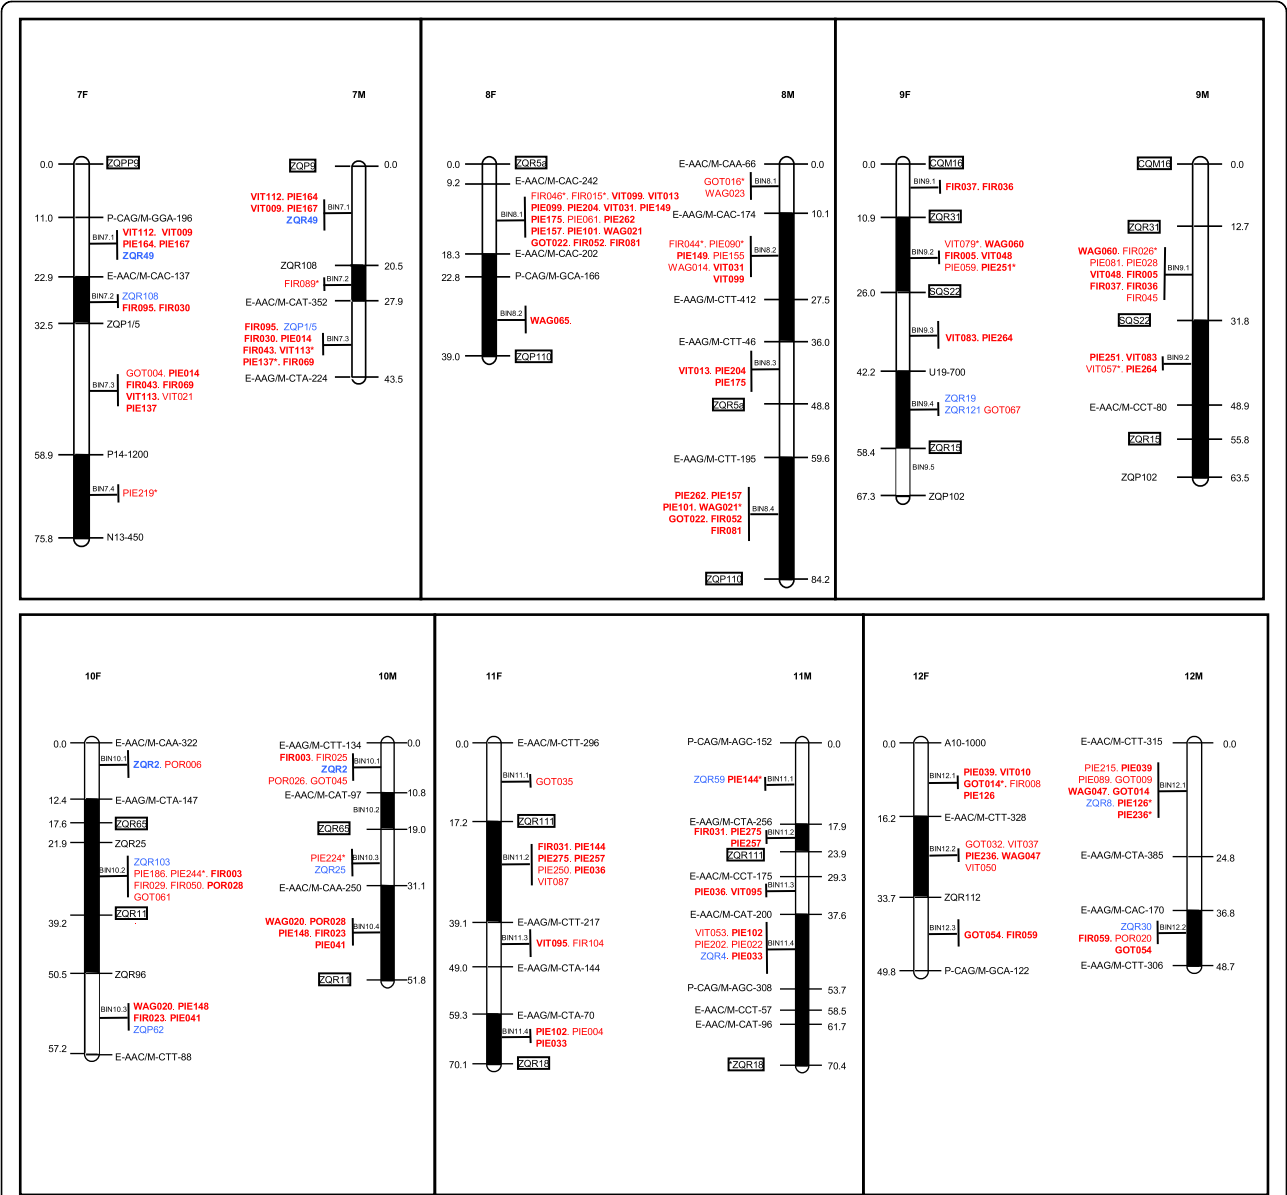 7F
0.0 ZQPP9
11.0 P-CAG/M-GGA-196
BIN7.1
VIT112. VIT009
PIE164. PIE167
ZQR49
22.9 E-AAC/M-CAC-137
BIN7.2
ZQR108
FIR095. FIR030
32.5 ZQP1/5
BIN7.3
GOT004. PIE014
FIR043. FIR069
VIT113. VIT021
PIE137
58.9 P14-1200
BIN7.4 PIE219*
75.8 N13-450
7M
ZQP9 0.0
VIT112. PIE164
VIT009. PIE167
ZQR49
BIN7.1
ZQR108 20.5
FIR089* BIN7.2
E-AAC/M-CAT-352 27.9
FIR095. ZQP1/5
FIR030. PIE014
FIR043. VIT113*
PIE137*. FIR069
BIN7.3
E-AAG/M-CTA-224 43.5
8F
0.0 ZQR5a
9.2 E-AAC/M-CAC-242
BIN8.1
FIR046*. FIR015*. VIT099. VIT013
PIE099. PIE204. VIT031. PIE149
PIE175. PIE061. PIE262
PIE157. PIE101. WAG021
GOT022. FIR052. FIR081
18.3 E-AAC/M-CAC-202
22.8 P-CAG/M-GCA-166
BIN8.2 WAG065.
39.0 ZQP110
8M
E-AAC/M-CAA-66 0.0
GOT016*
WAG023
BIN8.1
E-AAG/M-CAC-174 10.1
FIR044*. PIE090*
PIE149. PIE155
WAG014. VIT031
VIT099
BIN8.2
E-AAG/M-CTT-412 27.5
E-AAG/M-CTT-46 36.0
VIT013. PIE204
PIE175
BIN8.3
ZQR5a 48.8
E-AAG/M-CTT-195 59.6
PIE262. PIE157
PIE101. WAG021*
GOT022. FIR052
FIR081
BIN8.4
ZQP110 84.2
9F
0.0 CQM16
BIN9.1 FIR037. FIR036
10.9 ZQR31
BIN9.2
VIT079*. WAG060
FIR005. VIT048
PIE059. PIE251*
26.0 SQS22
BIN9.3 VIT083. PIE264
42.2 U19-700
BIN9.4
ZQR19
ZQR121 GOT067
58.4 ZQR15
BIN9.5
67.3 ZQP102
9M
CQM16 0.0
ZQR31 12.7
WAG060. FIR026*
PIE081. PIE028
VIT048. FIR005
FIR037. FIR036
FIR045
BIN9.1
SQS22 31.8
PIE251. VIT083
VIT057*. PIE264
BIN9.2
E-AAC/M-CCT-80 48.9
ZQR15 55.8
ZQP102 63.5
10F
0.0 E-AAC/M-CAA-322
BIN10.1 ZQR2. POR006
12.4 E-AAG/M-CTA-147
17.6 ZQR65
21.9 ZQR25
BIN10.2
ZQR103
PIE186. PIE244*. FIR003
FIR029. FIR050. POR028
GOT061
39.2 ZQR11
50.5 ZQR96
BIN10.3
WAG020. PIE148
FIR023. PIE041
ZQP62
57.2 E-AAC/M-CTT-88
10M
E-AAG/M-CTT-134 0.0
FIR003. FIR025
ZQR2
POR026. GOT045
BIN10.1
E-AAC/M-CAT-97 10.8
BIN10.2
ZQR65 19.0
PIE224*
ZQR25
BIN10.3
E-AAC/M-CAA-250 31.1
WAG020. POR028
PIE148. FIR023
PIE041
BIN10.4
ZQR11 51.8
11F
0.0 E-AAC/M-CTT-296
BIN11.1 GOT035
17.2 ZQR111
BIN11.2
FIR031. PIE144
PIE275. PIE257
PIE250. PIE036
VIT087
39.1 E-AAG/M-CTT-217
BIN11.3 VIT095. FIR104
49.0 E-AAG/M-CTA-144
59.3 E-AAG/M-CTA-70
BIN11.4
PIE102. PIE004
PIE033
70.1 ZQR18
11M
P-CAG/M-AGC-152 0.0
ZQR59 PIE144* BIN11.1
E-AAG/M-CTA-256 17.9
FIR031. PIE275
PIE257
BIN11.2
ZQR111 23.9
E-AAC/M-CCT-175 29.3
PIE036. VIT095 BIN11.3
E-AAC/M-CAT-200 37.6
VIT053. PIE102
PIE202. PIE022
ZQR4. PIE033
BIN11.4
P-CAG/M-AGC-308 53.7
E-AAC/M-CCT-57 58.5
E-AAC/M-CAT-96 61.7
*ZQR18 70.4
12F
0.0 A10-1000
BIN12.1
PIE039. VIT010
GOT014*. FIR008
PIE126
16.2 E-AAC/M-CTT-328
BIN12.2
GOT032. VIT037
PIE236. WAG047
VIT050
33.7 ZQR112
BIN12.3 GOT054. FIR059
49.8 P-CAG/M-GCA-122
12M
E-AAC/M-CTT-315 0.0
PIE215. PIE039
PIE089. GOT009
WAG047. GOT014
ZQR8. PIE126*
PIE236*
BIN12.1
E-AAG/M-CTA-385 24.8
E-AAG/M-CAC-170 36.8
ZQR30
FIR059. POR020
GOT054
BIN12.2
E-AAG/M-CTT-306 48.7